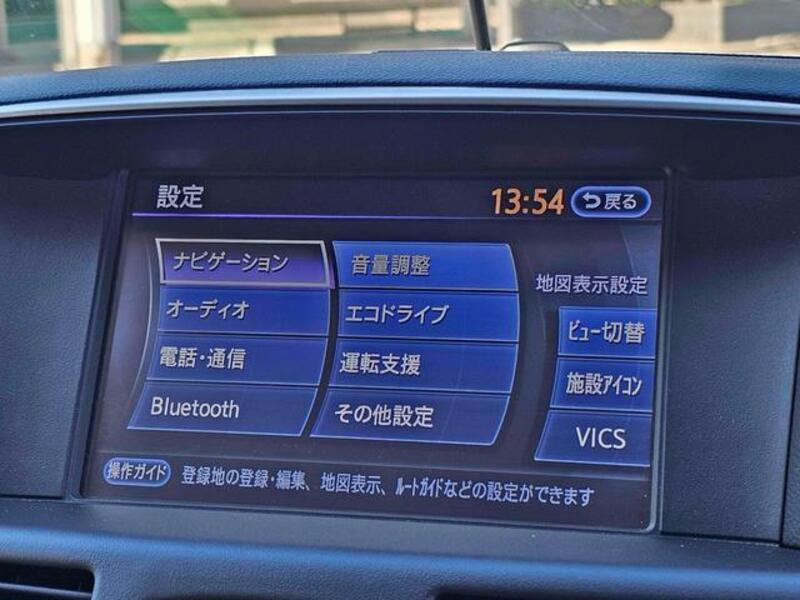 設定
13:54
戻る
ナビゲーション
音量調整
オーディオ
エコドライブ
電話・通信
運転支援
Bluetooth
その他設定
地図表示設定
ビュー切替
施設アイコン
VICS
操作ガイド
登録地の登録・編集、地図表示、ルートガイドなどの設定ができます